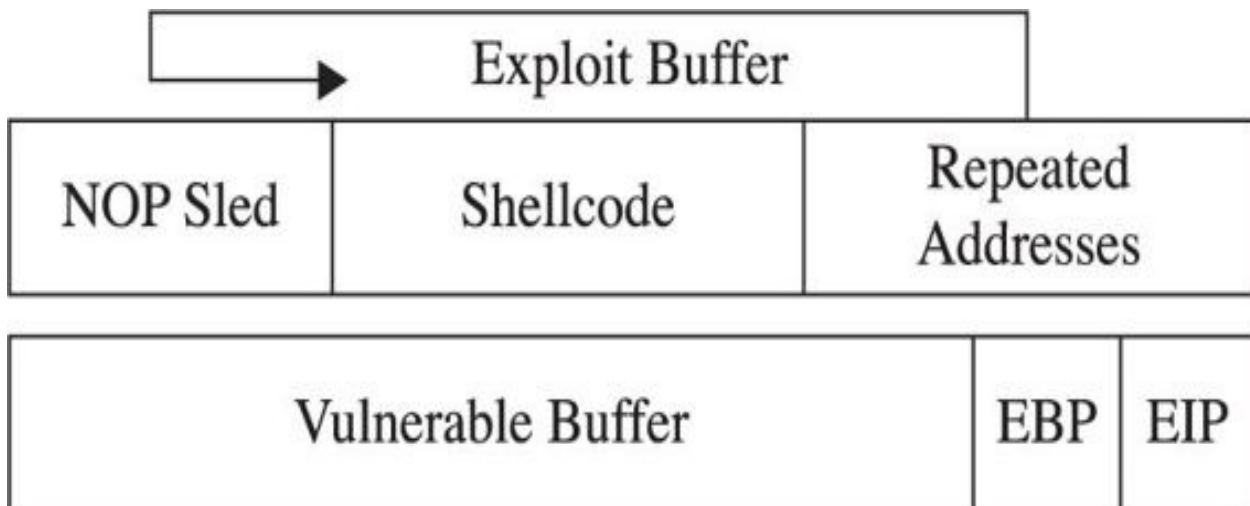 Exploit Buffer
NOP Sled
Shellcode
Repeated
Addresses
Vulnerable Buffer
EBP
EIP